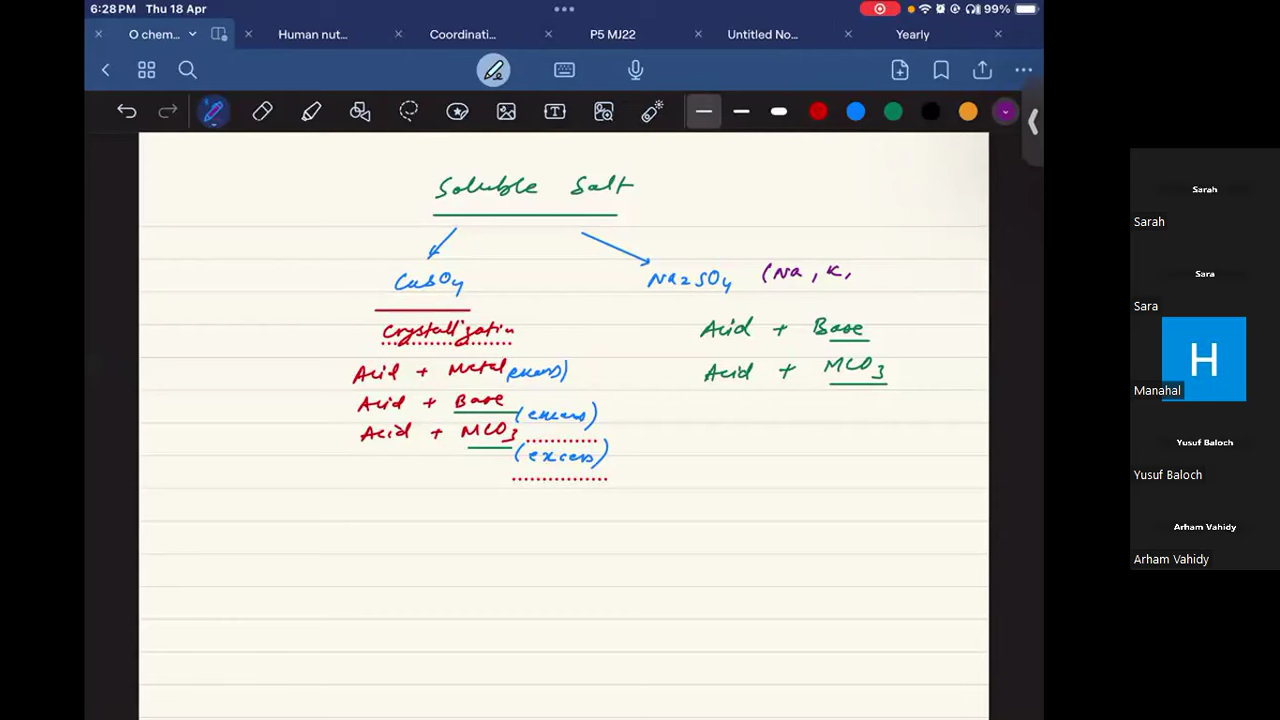 6:28 PM Thu 18 Apr
99%
O chem...
Human nut...
Coordinati...
P5 MJ22
Untitled No...
Yearly
Soluble Salt
CuSO4
Na2SO4 (Na, K,
Crystallization
Acid + Base
Acid + Metal (excess)
Acid + MCO3
Acid + Base (excess)
Acid + MCO3 (excess)
Sarah
Sarah
Sara
Sara
H
Manahal
Yusuf Baloch
Yusuf Baloch
Arham Vahidy
Arham Vahidy